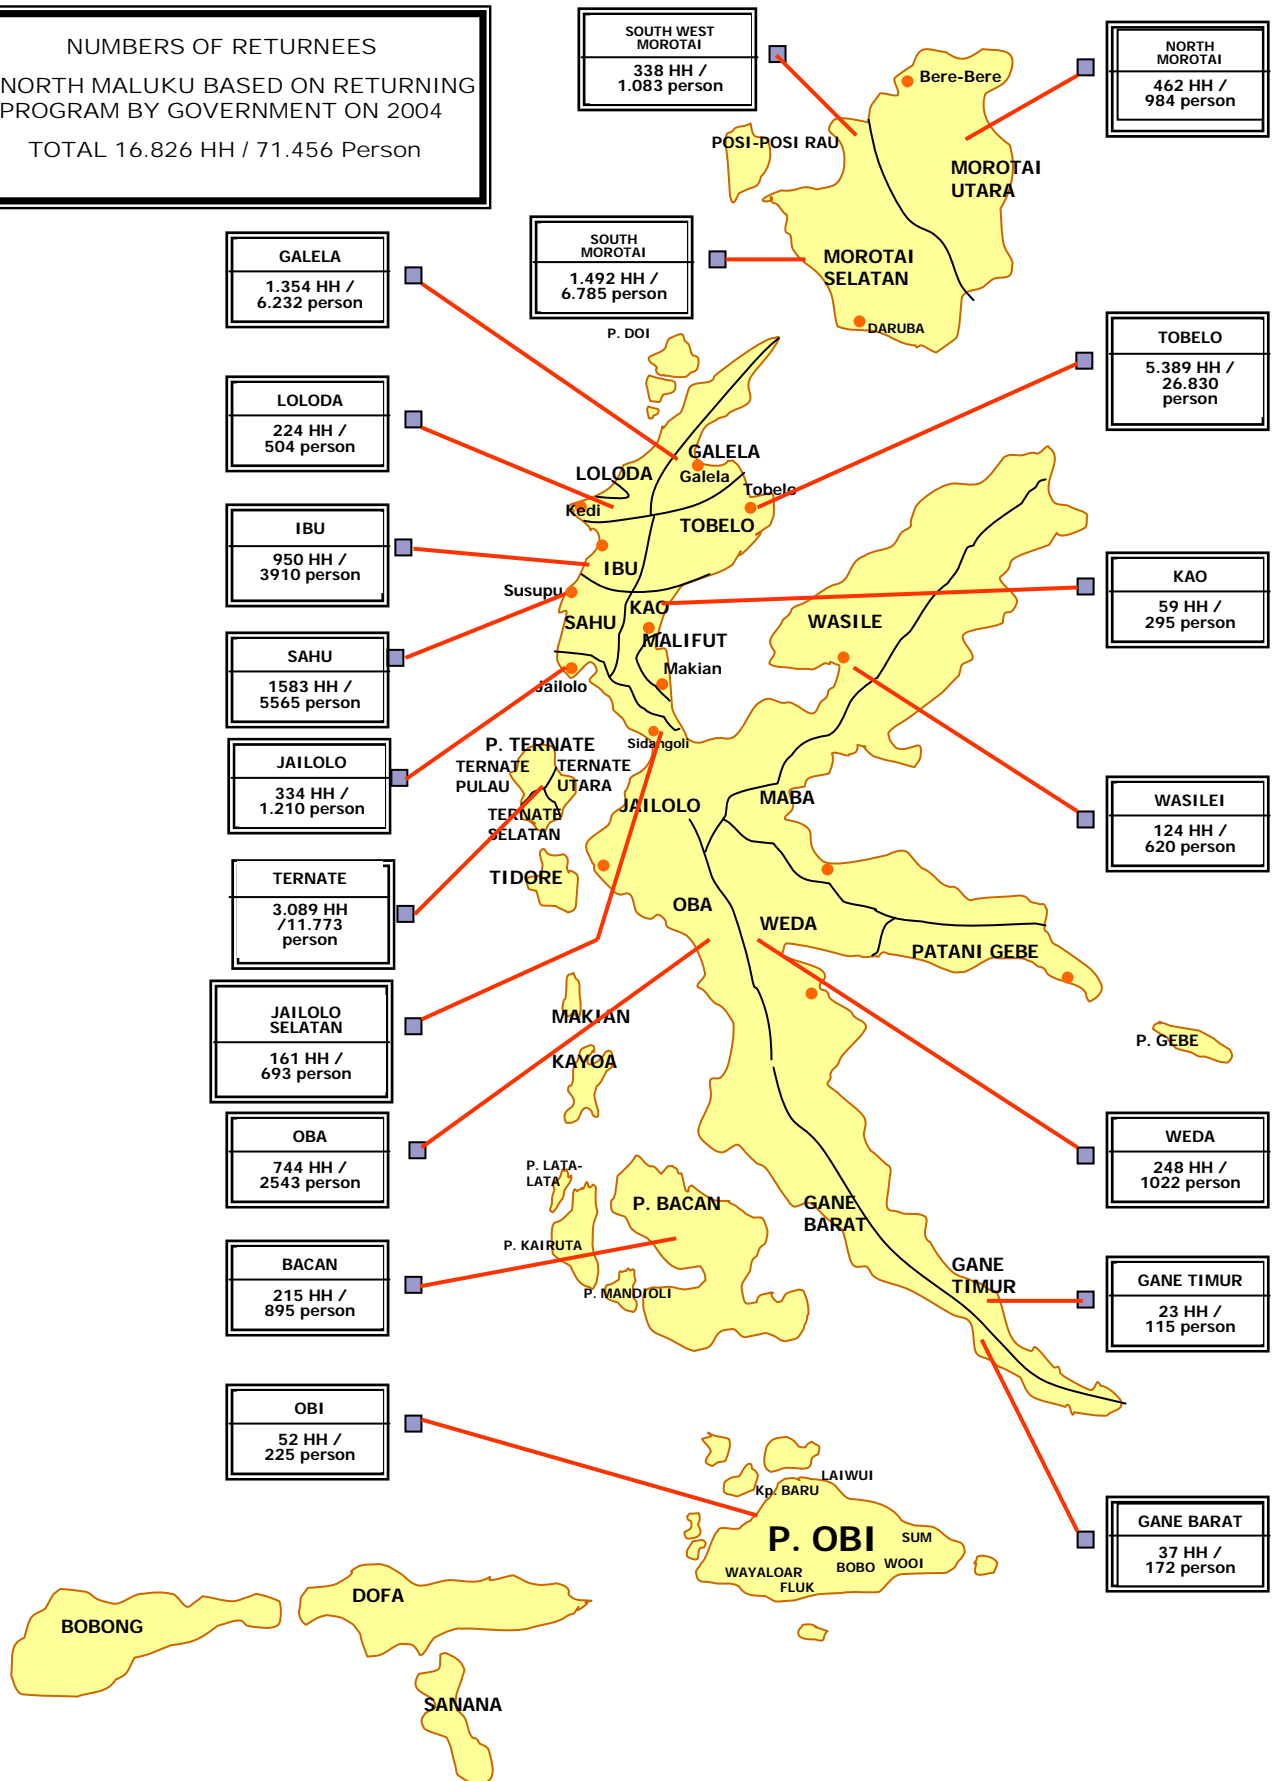 NUMBERS OF RETURNEES
NORTH MALUKU BASED ON RETURNING
PROGRAM BY GOVERNMENT ON 2004
TOTAL 16.826 HH / 71.456 Person
SOUTH WEST
MOROTAI
338 HH /
1.083 person
NORTH
MOROTAI
462 HH /
984 person
Bere-Bere
POSI-POSI RAU
MOROTAI
UTARA
GALELA
1.354 HH /
6.232 person
SOUTH
MOROTAI
1.492 HH /
6.785 person
MOROTAI
SELATAN
DARUBA
P. DOI
TOBELO
5.389 HH /
26.830
person
LOLODA
224 HH /
504 person
GALELA
Galela
LOLODA
Kedi
Tobelo
TOBELO
IBU
950 HH /
3910 person
IBU
Susupu
SAHU
KAO
MALIFUT
Makian
WASILE
KAO
59 HH /
295 person
SAHU
1583 HH /
5565 person
Jailolo
Sidangoli
JAILOLO
334 HH /
1.210 person
P. TERNATE
TERNATE
PULAU
TERNATE
UTARA
TERNATE
SELATAN
JAILOLO
MABA
WASILEI
124 HH /
620 person
TERNATE
3.089 HH
/11.773
person
TIDORE
OBA
WEDA
PATANI GEBE
JAILOLO
SELATAN
161 HH /
693 person
MAKIAN
KAYOA
P. GEBE
OBA
744 HH /
2543 person
WEDA
248 HH /
1022 person
P. LATA-
LATA
P. BACAN
GANE
BARAT
P. KAIRUTA
P. MANDIOLI
BACAN
215 HH /
895 person
GANE
TIMUR
GANE TIMUR
23 HH /
115 person
OBI
52 HH /
225 person
LAIWUI
Kp. BARU
P. OBI
SUM
WAYALOAR
BOBO
WOOI
FLUK
GANE BARAT
37 HH /
172 person
DOFA
BOBONG
SANANA